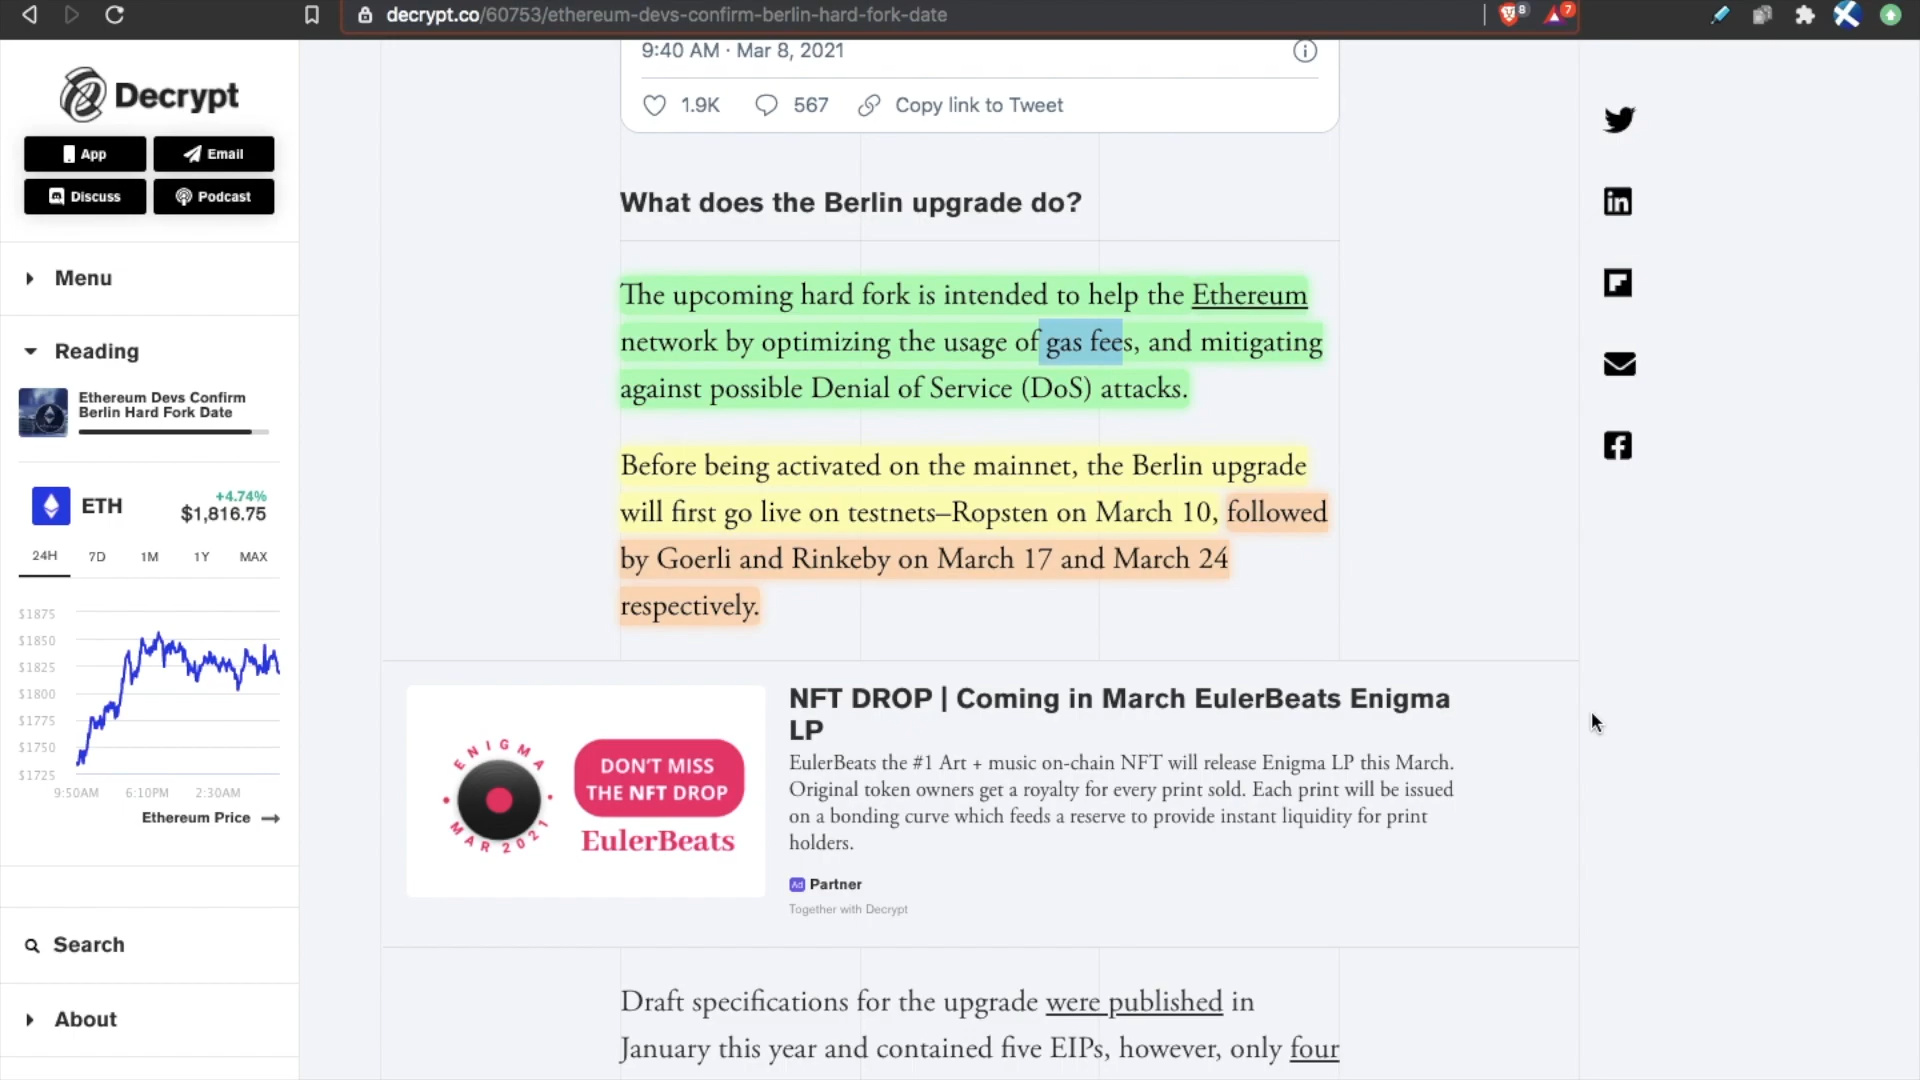 decrypt.co/60753/ethereum-devs-confirm-berlin-hard-fork-date
8
7
Decrypt
App
Email
Discuss
Podcast
Menu
Reading
Ethereum Devs Confirm
Berlin Hard Fork Date
ETH
+4.74%
$1,816.75
24H 7D 1M 1Y MAX
$1875
$1850
$1825
$1800
$1775
$1750
$1725
9:50AM 6:10PM 2:30AM
Ethereum Price
Search
About
9:40 AM · Mar 8, 2021
1.9K 567 Copy link to Tweet
What does the Berlin upgrade do?
The upcoming hard fork is intended to help the Ethereum
network by optimizing the usage of gas fees, and mitigating
against possible Denial of Service (DoS) attacks.
Before being activated on the mainnet, the Berlin upgrade
will first go live on testnets–Ropsten on March 10, followed
by Goerli and Rinkeby on March 17 and March 24
respectively.
ENIGMA
MAR 2021
DON'T MISS
THE NFT DROP
EulerBeats
NFT DROP | Coming in March EulerBeats Enigma
LP
EulerBeats the #1 Art + music on-chain NFT will release Enigma LP this March.
Original token owners get a royalty for every print sold. Each print will be issued
on a bonding curve which feeds a reserve to provide instant liquidity for print
holders.
Ad Partner
Together with Decrypt
Draft specifications for the upgrade were published in
January this year and contained five EIPs, however, only four